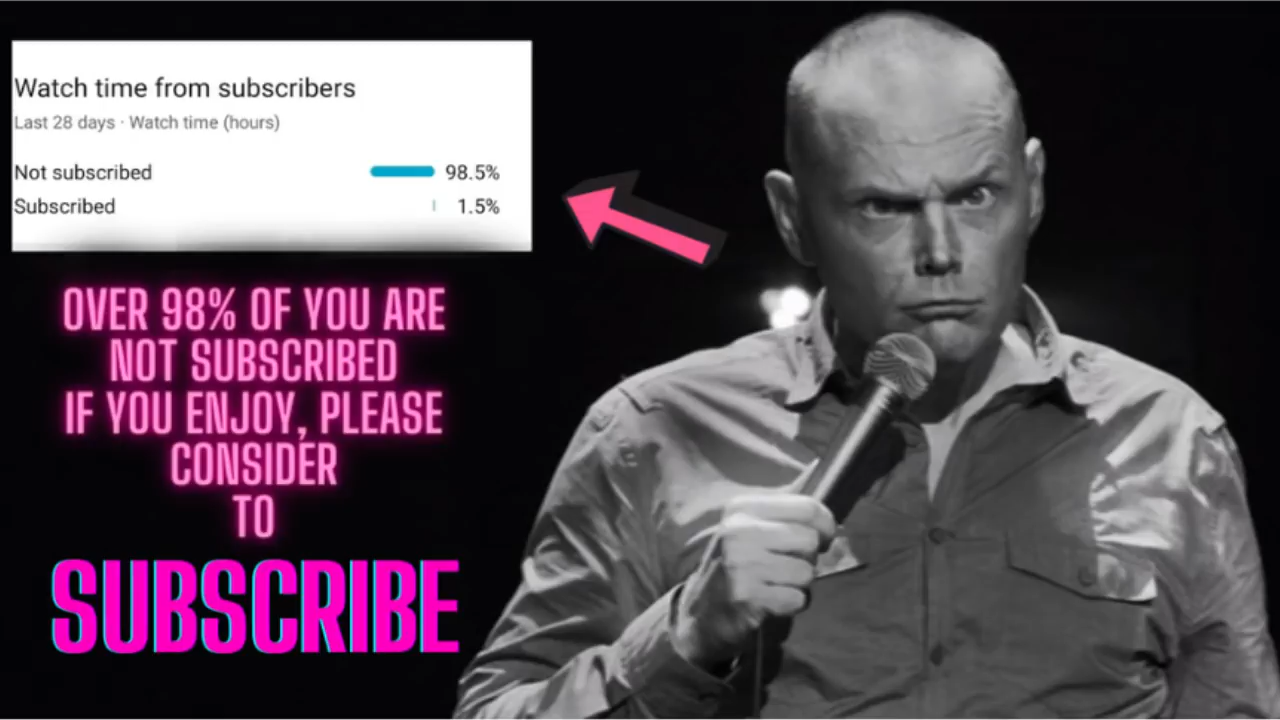 Watch time from subscribers
Last 28 days · Watch time (hours)
Not subscribed 98.5%
Subscribed 1.5%
OVER 98% OF YOU ARE
NOT SUBSCRIBED
IF YOU ENJOY, PLEASE
CONSIDER
TO
SUBSCRIBE